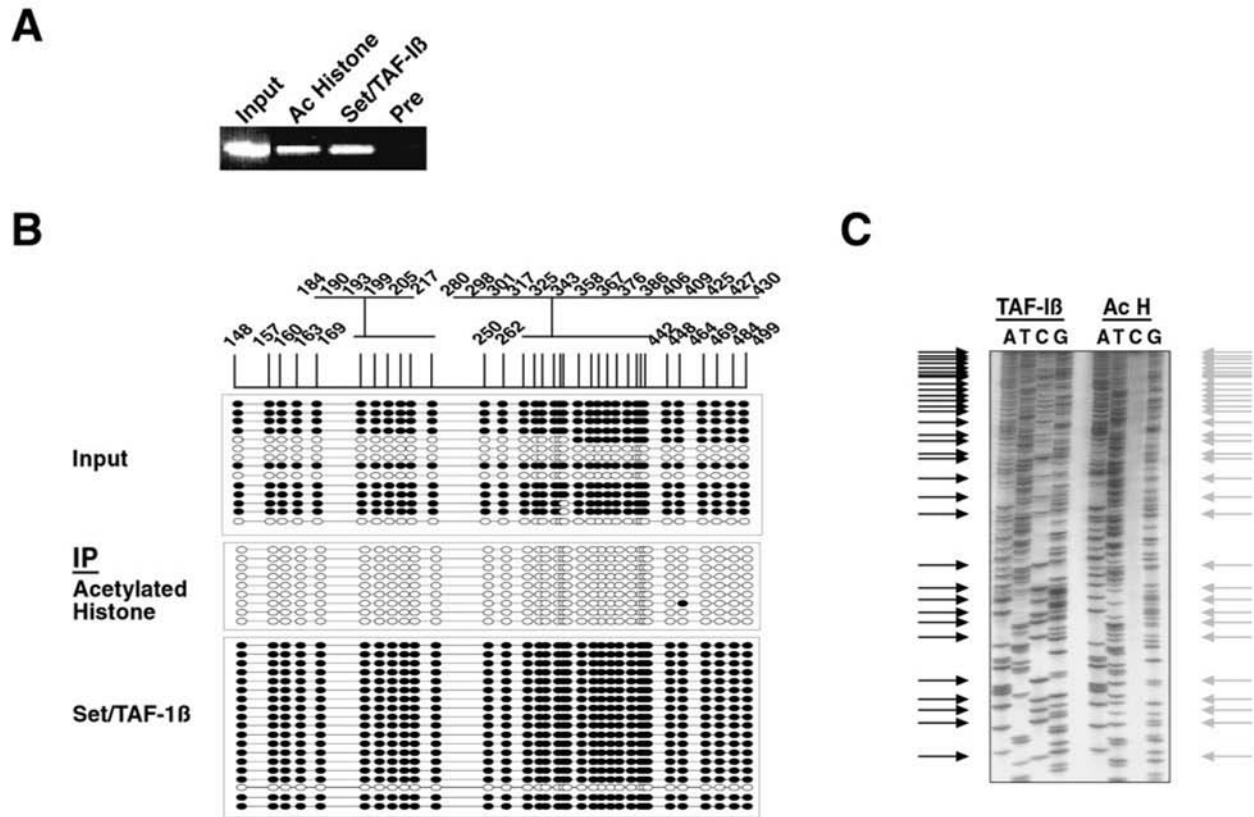 A
Input
Ac Histone
Set/TAF-Iß
Pre
B
184 190 193 199 205 217 280 298 301 317 325 343 358 367 376 386 406 409 425 427 430
148 157 160 163 169 250 262 442 448 464 469 484 499
Input
IP
Acetylated
Histone
Set/TAF-1ß
C
TAF-Iß Ac H
A T C G A T C G